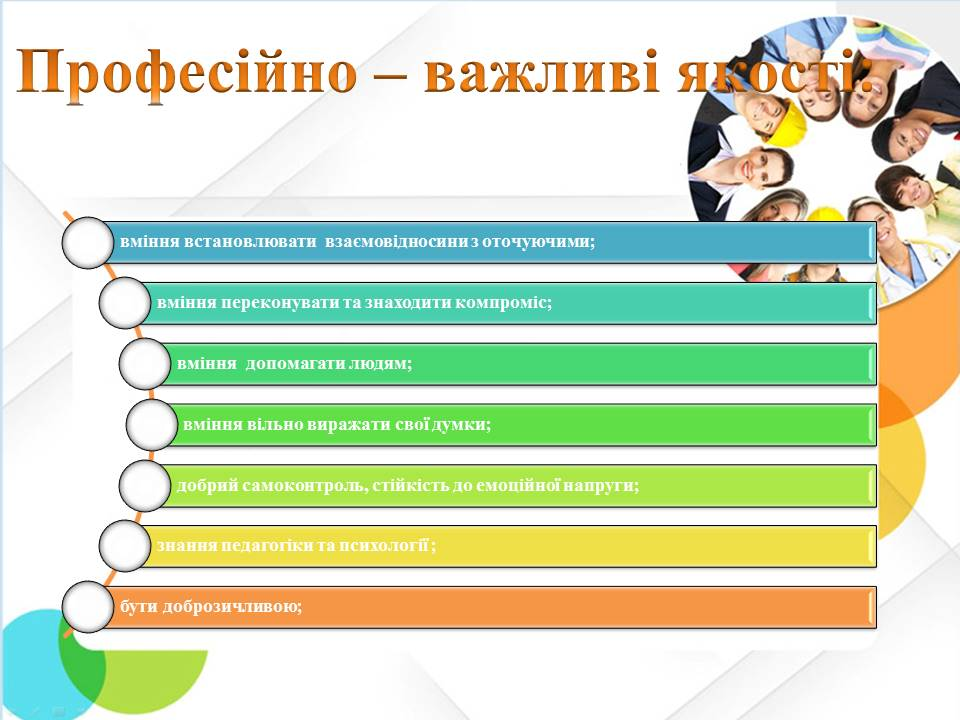 Професійно – важливі якості:
вміння встановлювати взаємовідносини з оточуючими;
вміння переконувати та знаходити компроміс;
вміння допомагати людям;
вміння вільно виражати свої думки;
добрий самоконтроль, стійкість до емоційної напруги;
знання педагогіки та психології ;
бути доброзичливою;